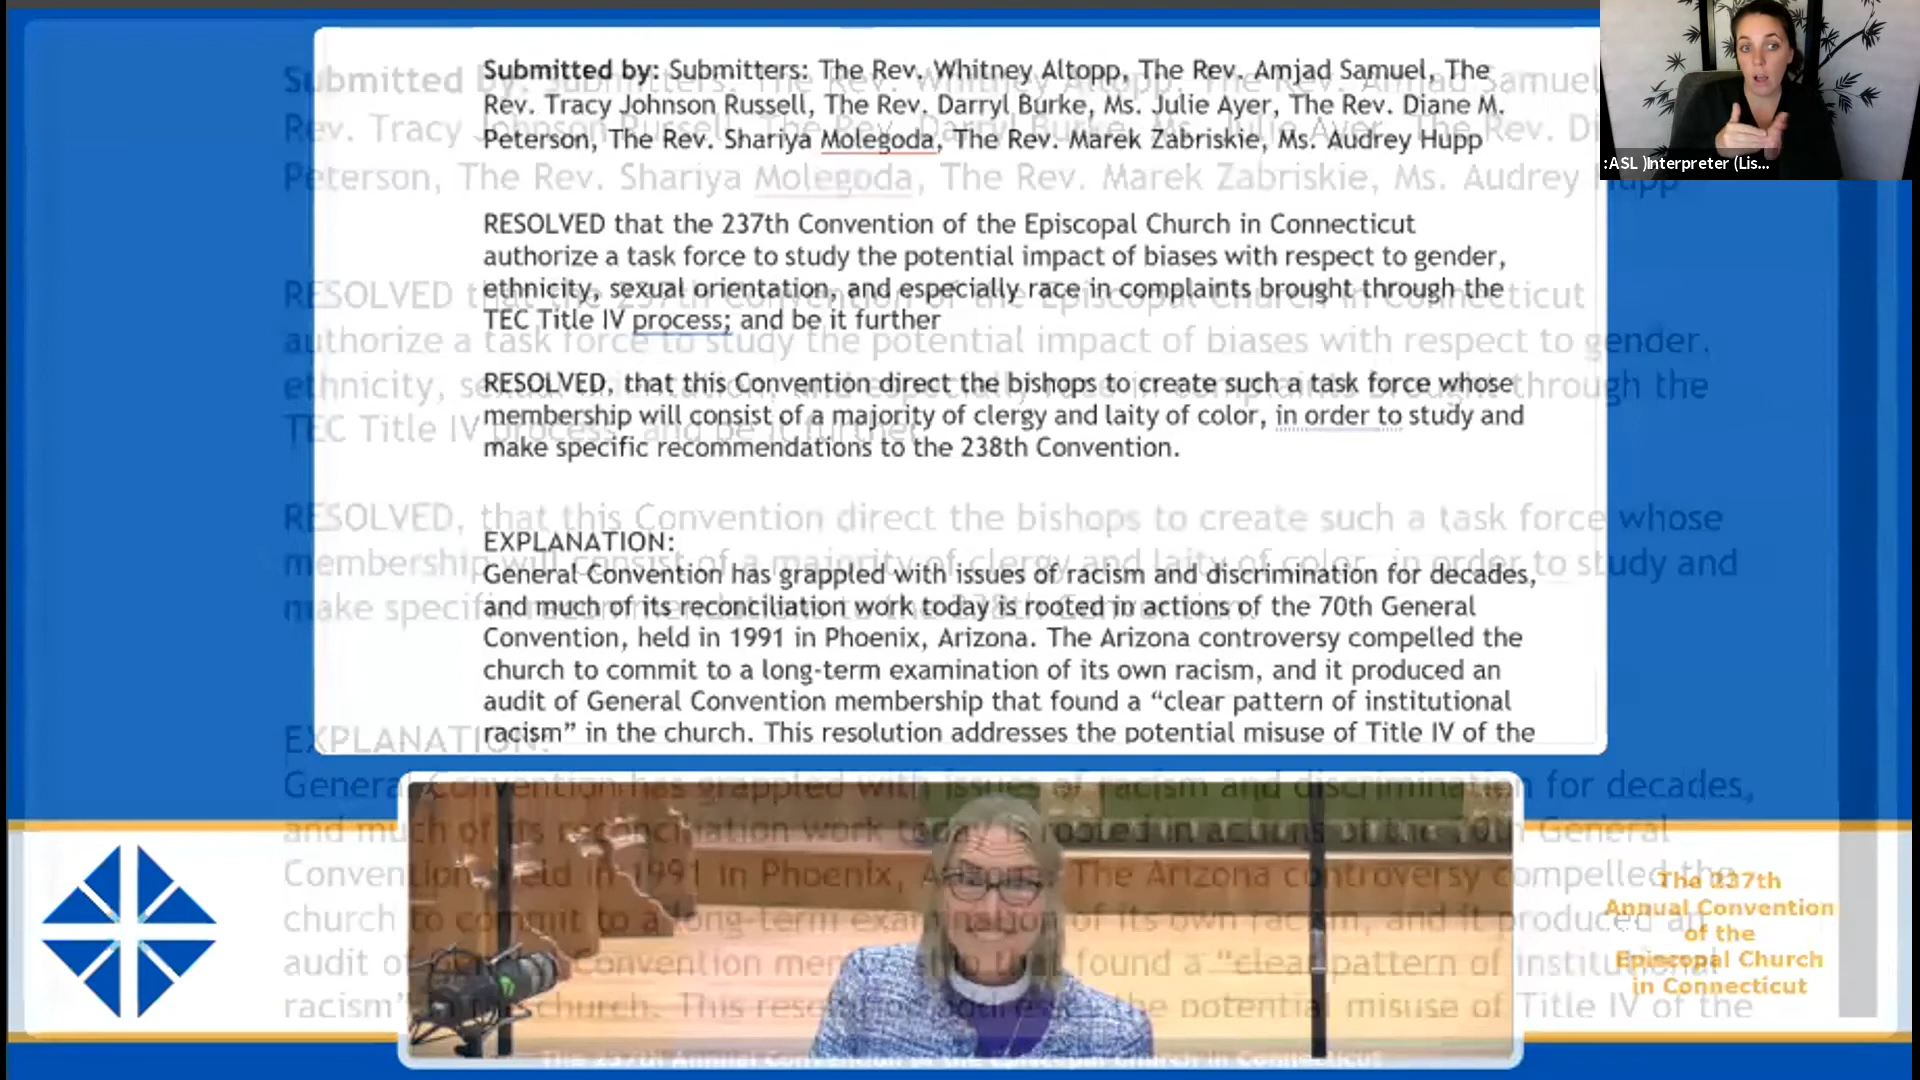 Submitted by: Submitters: The Rev. Whitney Altopp, The Rev. Amjad Samuel, The
Rev. Tracy Johnson Russell, The Rev. Darryl Burke, Ms. Julie Ayer, The Rev. Diane M.
Peterson, The Rev. Shariya Molegoda, The Rev. Marek Zabriskie, Ms. Audrey Hupp
RESOLVED that the 237th Convention of the Episcopal Church in Connecticut
authorize a task force to study the potential impact of biases with respect to gender,
ethnicity, sexual orientation, and especially race in complaints brought through the
TEC Title IV process; and be it further
RESOLVED, that this Convention direct the bishops to create such a task force whose
membership will consist of a majority of clergy and laity of color, in order to study and
make specific recommendations to the 238th Convention.
EXPLANATION:
General Convention has grappled with issues of racism and discrimination for decades,
and much of its reconciliation work today is rooted in actions of the 70th General
Convention, held in 1991 in Phoenix, Arizona. The Arizona controversy compelled the
church to commit to a long-term examination of its own racism, and it produced an
audit of General Convention membership that found a “clear pattern of institutional
racism” in the church. This resolution addresses the potential misuse of Title IV of the
:ASL )Interpreter (Lis...
The 237th
Annual Convention
of the
Episcopal Church
in Connecticut
The 237th Annual Convention of the Episcopal Church in Connecticut